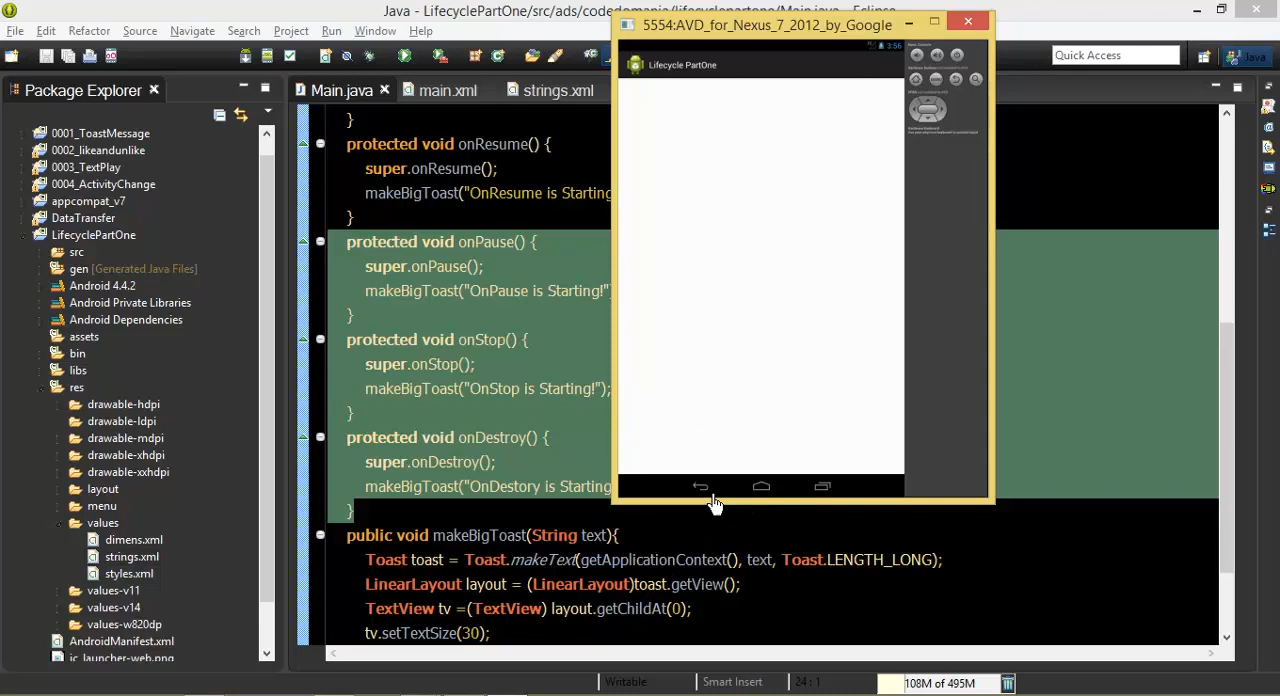 Java - LifecyclePartOne/src/ads/codedomania/lifecyclepartone/Main.java - Eclipse
File Edit Refactor Source Navigate Search Project Run Window Help
Quick Access
Java
Package Explorer
0001_ToastMessage
0002_likeandunlike
0003_TextPlay
0004_ActivityChange
appcompat_v7
DataTransfer
LifecyclePartOne
src
gen [Generated Java Files]
Android 4.4.2
Android Private Libraries
Android Dependencies
assets
bin
libs
res
drawable-hdpi
drawable-ldpi
drawable-mdpi
drawable-xhdpi
drawable-xxhdpi
layout
menu
values
dimens.xml
strings.xml
styles.xml
values-v11
values-v14
values-w820dp
AndroidManifest.xml
ic_launcher-web.png
Main.java main.xml strings.xml
}
protected void onResume() {
super.onResume();
makeBigToast("OnResume is Starting
}
protected void onPause() {
super.onPause();
makeBigToast("OnPause is Starting!"
}
protected void onStop() {
super.onStop();
makeBigToast("OnStop is Starting!");
}
protected void onDestroy() {
super.onDestroy();
makeBigToast("OnDestory is Starting
}
public void makeBigToast(String text){
Toast toast = Toast.makeText(getApplicationContext(), text, Toast.LENGTH_LONG);
LinearLayout layout = (LinearLayout)toast.getView();
TextView tv =(TextView) layout.getChildAt(0);
tv.setTextSize(30);
5554:AVD_for_Nexus_7_2012_by_Google
3:56
Lifecycle PartOne
Writable Smart Insert 24 : 1 108M of 495M